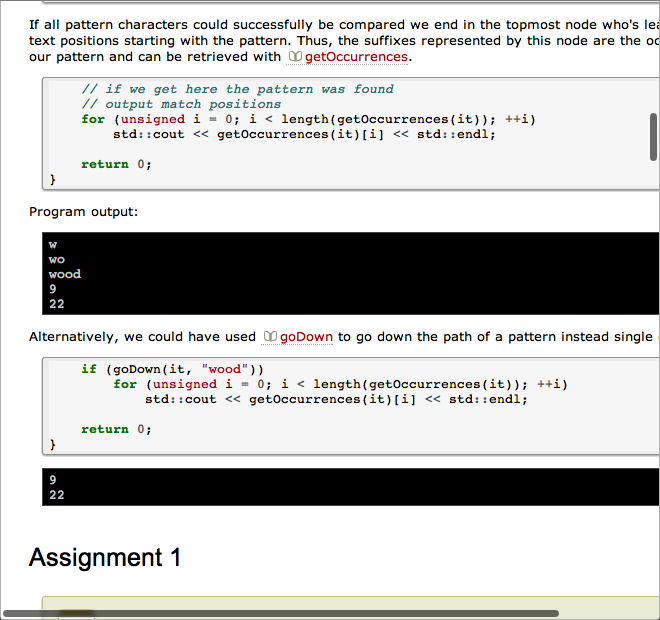 If all pattern characters could successfully be compared we end in the topmost node who's
text positions starting with the pattern. Thus, the suffixes represented by this node are the
our pattern and can be retrieved with getOccurrences.
// if we get here the pattern was found
// output match positions
for (unsigned i = 0; i < length(getOccurrences(it)); ++i)
std::cout << getOccurrences(it)[i] << std::endl;
return 0;
}
Program output:
w
wo
wood
9
22
Alternatively, we could have used goDown to go down the path of a pattern instead single
if (goDown(it, "wood"))
for (unsigned i = 0; i < length(getOccurrences(it)); ++i)
std::cout << getOccurrences(it)[i] << std::endl;
return 0;
}
9
22
Assignment 1